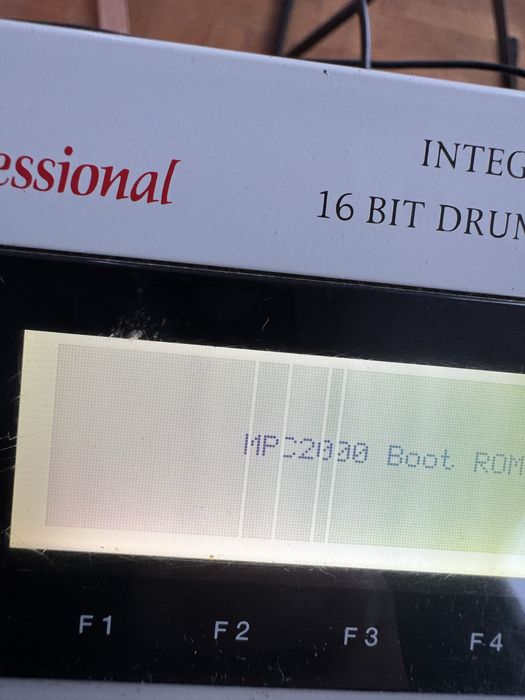 essional
INTEG
16 BIT DRUM
MPC2000 Boot ROM
F1
F2
F3
F4